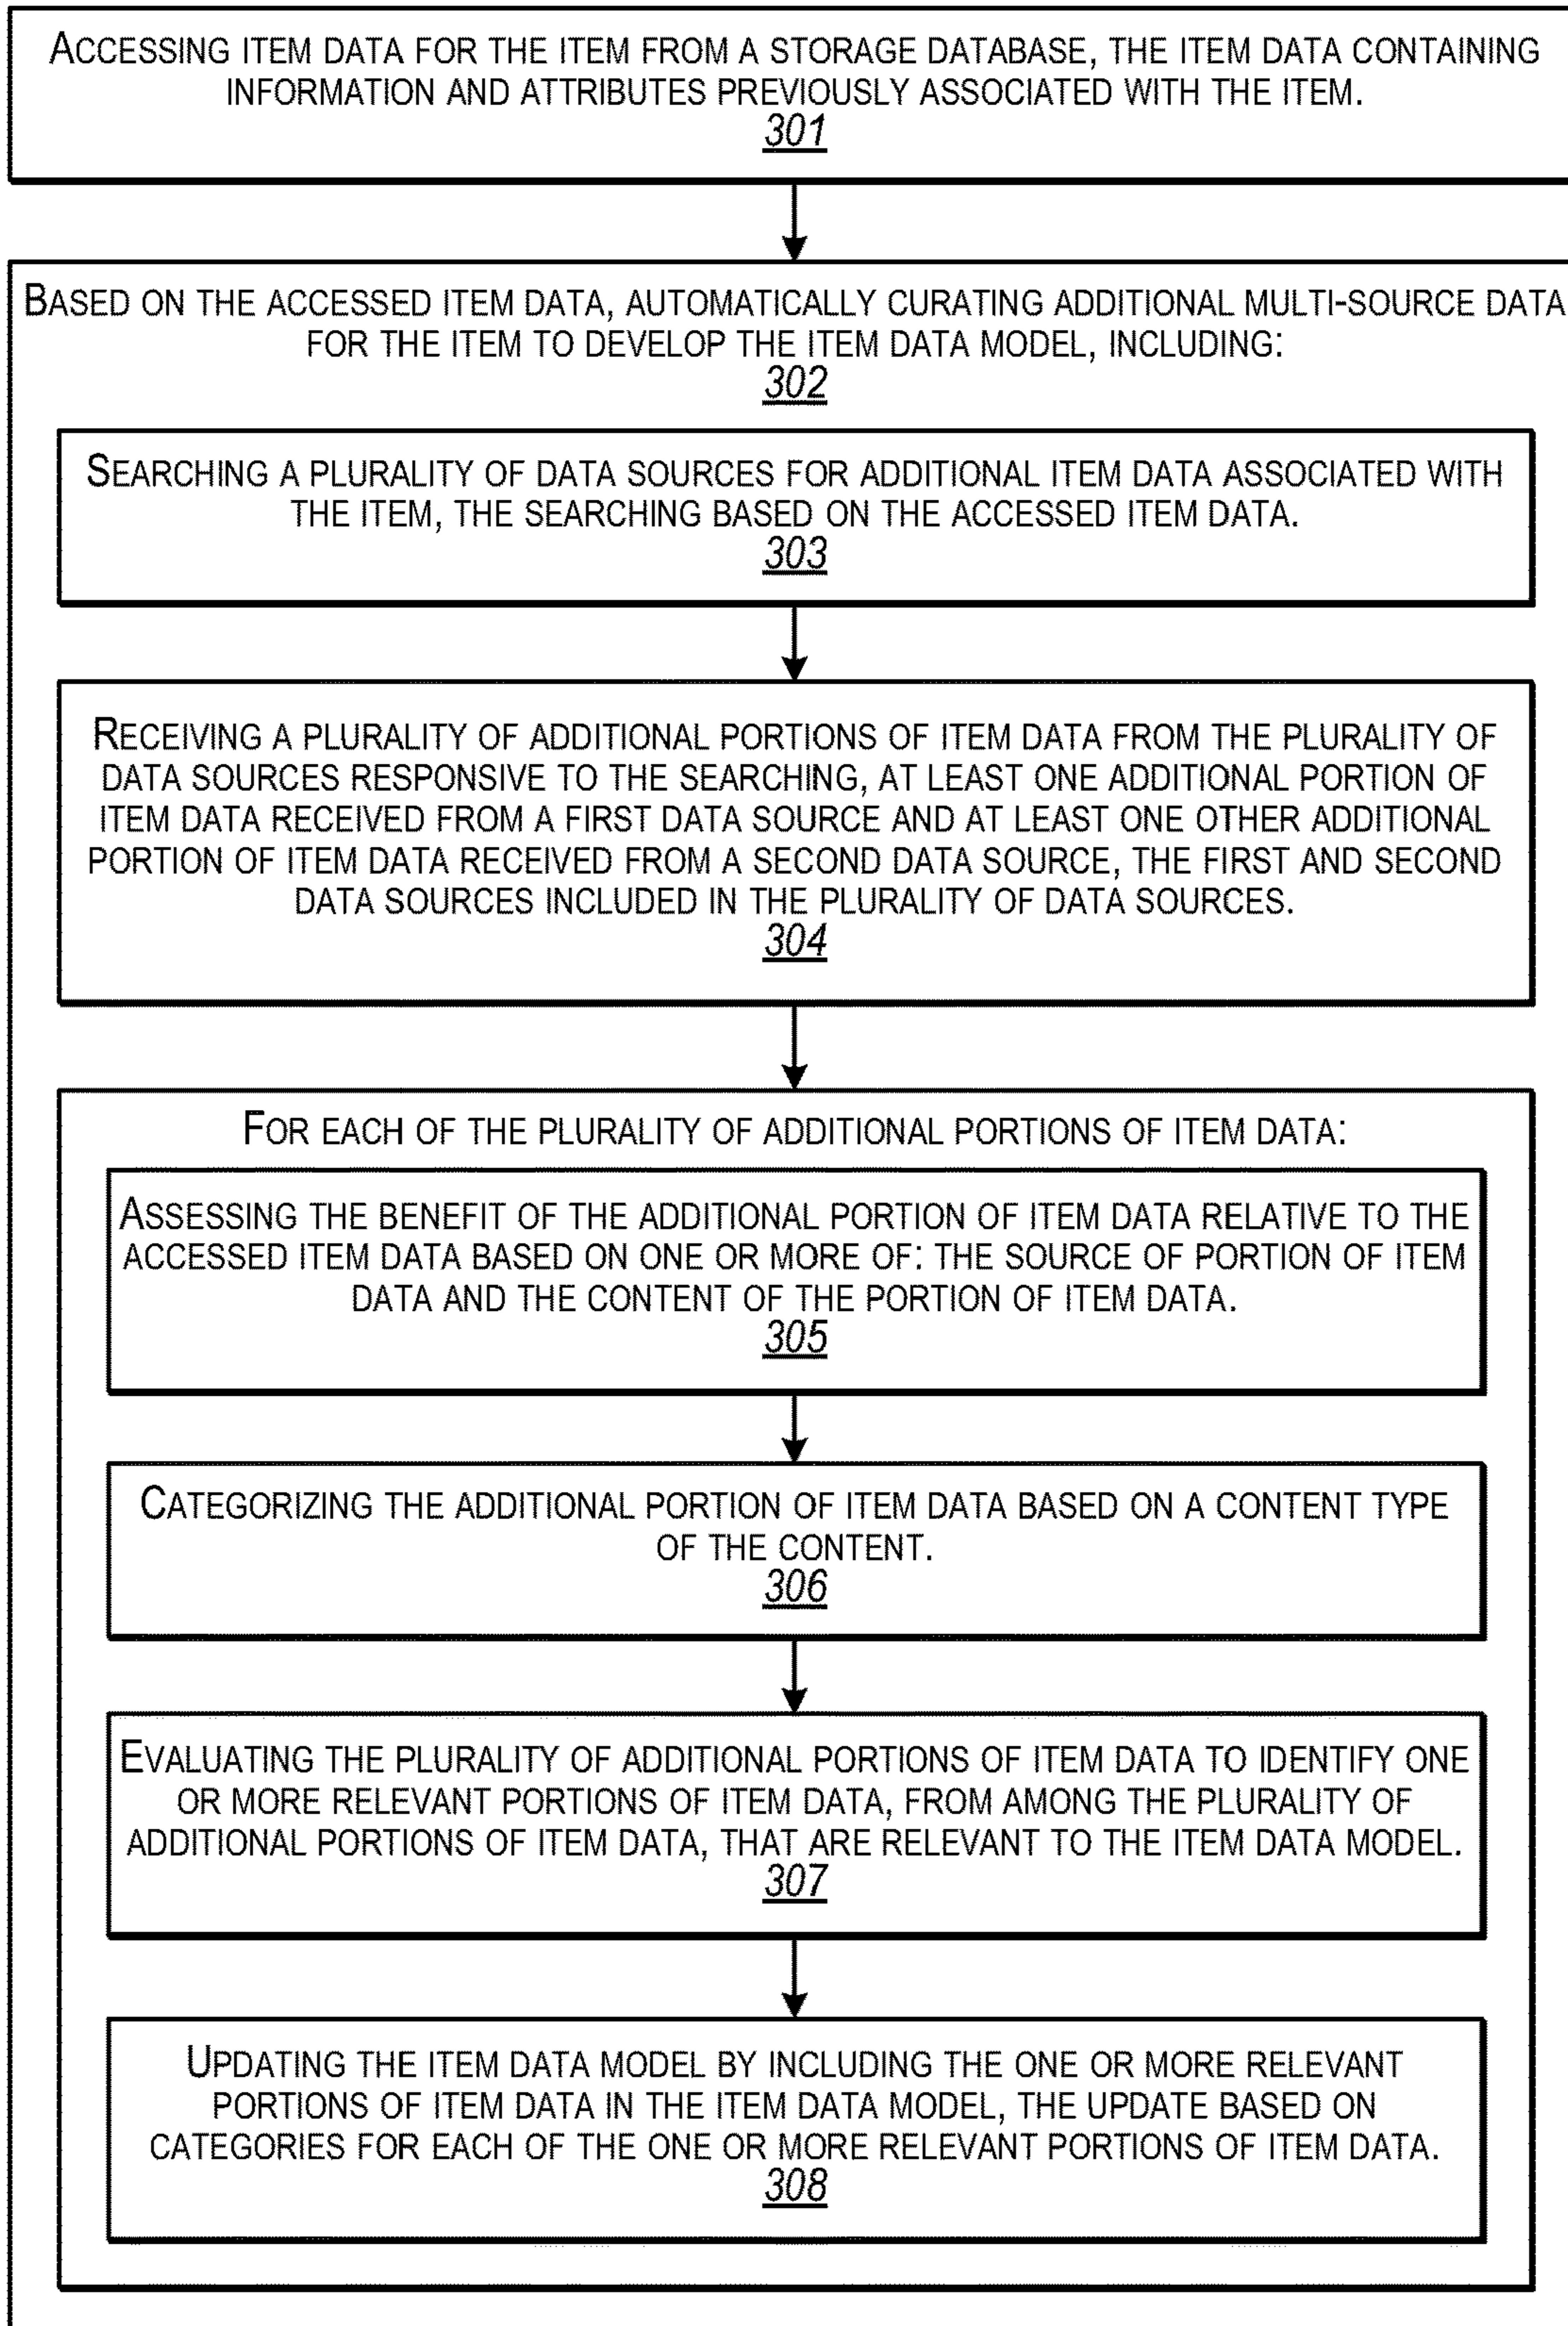 ACCESSING ITEM DATA FOR THE ITEM FROM A STORAGE DATABASE, THE ITEM DATA CONTAINING
INFORMATION AND ATTRIBUTES PREVIOUSLY ASSOCIATED WITH THE ITEM.
301
BASED ON THE ACCESSED ITEM DATA, AUTOMATICALLY CURATING ADDITIONAL MULTI-SOURCE DATA
FOR THE ITEM TO DEVELOP THE ITEM DATA MODEL, INCLUDING:
302
SEARCHING A PLURALITY OF DATA SOURCES FOR ADDITIONAL ITEM DATA ASSOCIATED WITH
THE ITEM, THE SEARCHING BASED ON THE ACCESSED ITEM DATA.
303
RECEIVING A PLURALITY OF ADDITIONAL PORTIONS OF ITEM DATA FROM THE PLURALITY OF
DATA SOURCES RESPONSIVE TO THE SEARCHING, AT LEAST ONE ADDITIONAL PORTION OF
ITEM DATA RECEIVED FROM A FIRST DATA SOURCE AND AT LEAST ONE OTHER ADDITIONAL
PORTION OF ITEM DATA RECEIVED FROM A SECOND DATA SOURCE, THE FIRST AND SECOND
DATA SOURCES INCLUDED IN THE PLURALITY OF DATA SOURCES.
304
FOR EACH OF THE PLURALITY OF ADDITIONAL PORTIONS OF ITEM DATA:
ASSESSING THE BENEFIT OF THE ADDITIONAL PORTION OF ITEM DATA RELATIVE TO THE
ACCESSED ITEM DATA BASED ON ONE OR MORE OF: THE SOURCE OF PORTION OF ITEM
DATA AND THE CONTENT OF THE PORTION OF ITEM DATA.
305
CATEGORIZING THE ADDITIONAL PORTION OF ITEM DATA BASED ON A CONTENT TYPE
OF THE CONTENT.
306
EVALUATING THE PLURALITY OF ADDITIONAL PORTIONS OF ITEM DATA TO IDENTIFY ONE
OR MORE RELEVANT PORTIONS OF ITEM DATA, FROM AMONG THE PLURALITY OF
ADDITIONAL PORTIONS OF ITEM DATA, THAT ARE RELEVANT TO THE ITEM DATA MODEL.
307
UPDATING THE ITEM DATA MODEL BY INCLUDING THE ONE OR MORE RELEVANT
PORTIONS OF ITEM DATA IN THE ITEM DATA MODEL, THE UPDATE BASED ON
CATEGORIES FOR EACH OF THE ONE OR MORE RELEVANT PORTIONS OF ITEM DATA.
308